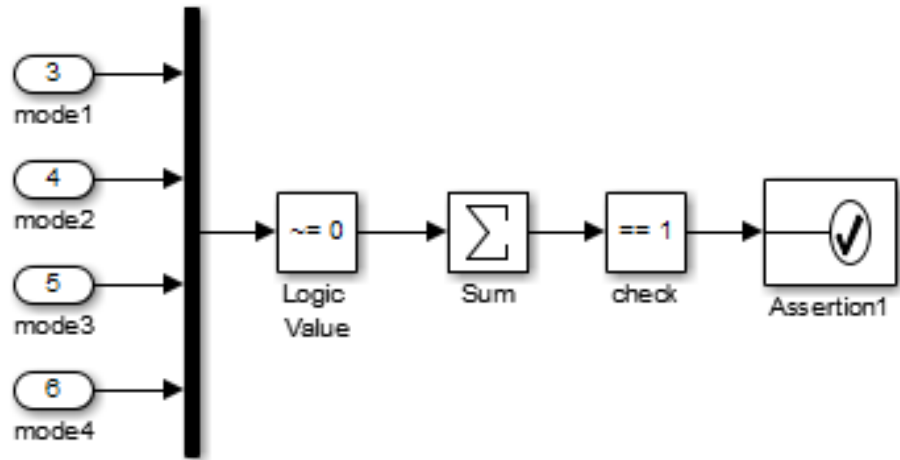 3
mode1
4
mode2
5
mode3
6
mode4
~= 0
Logic
Value
Sum
== 1
check
Assertion1